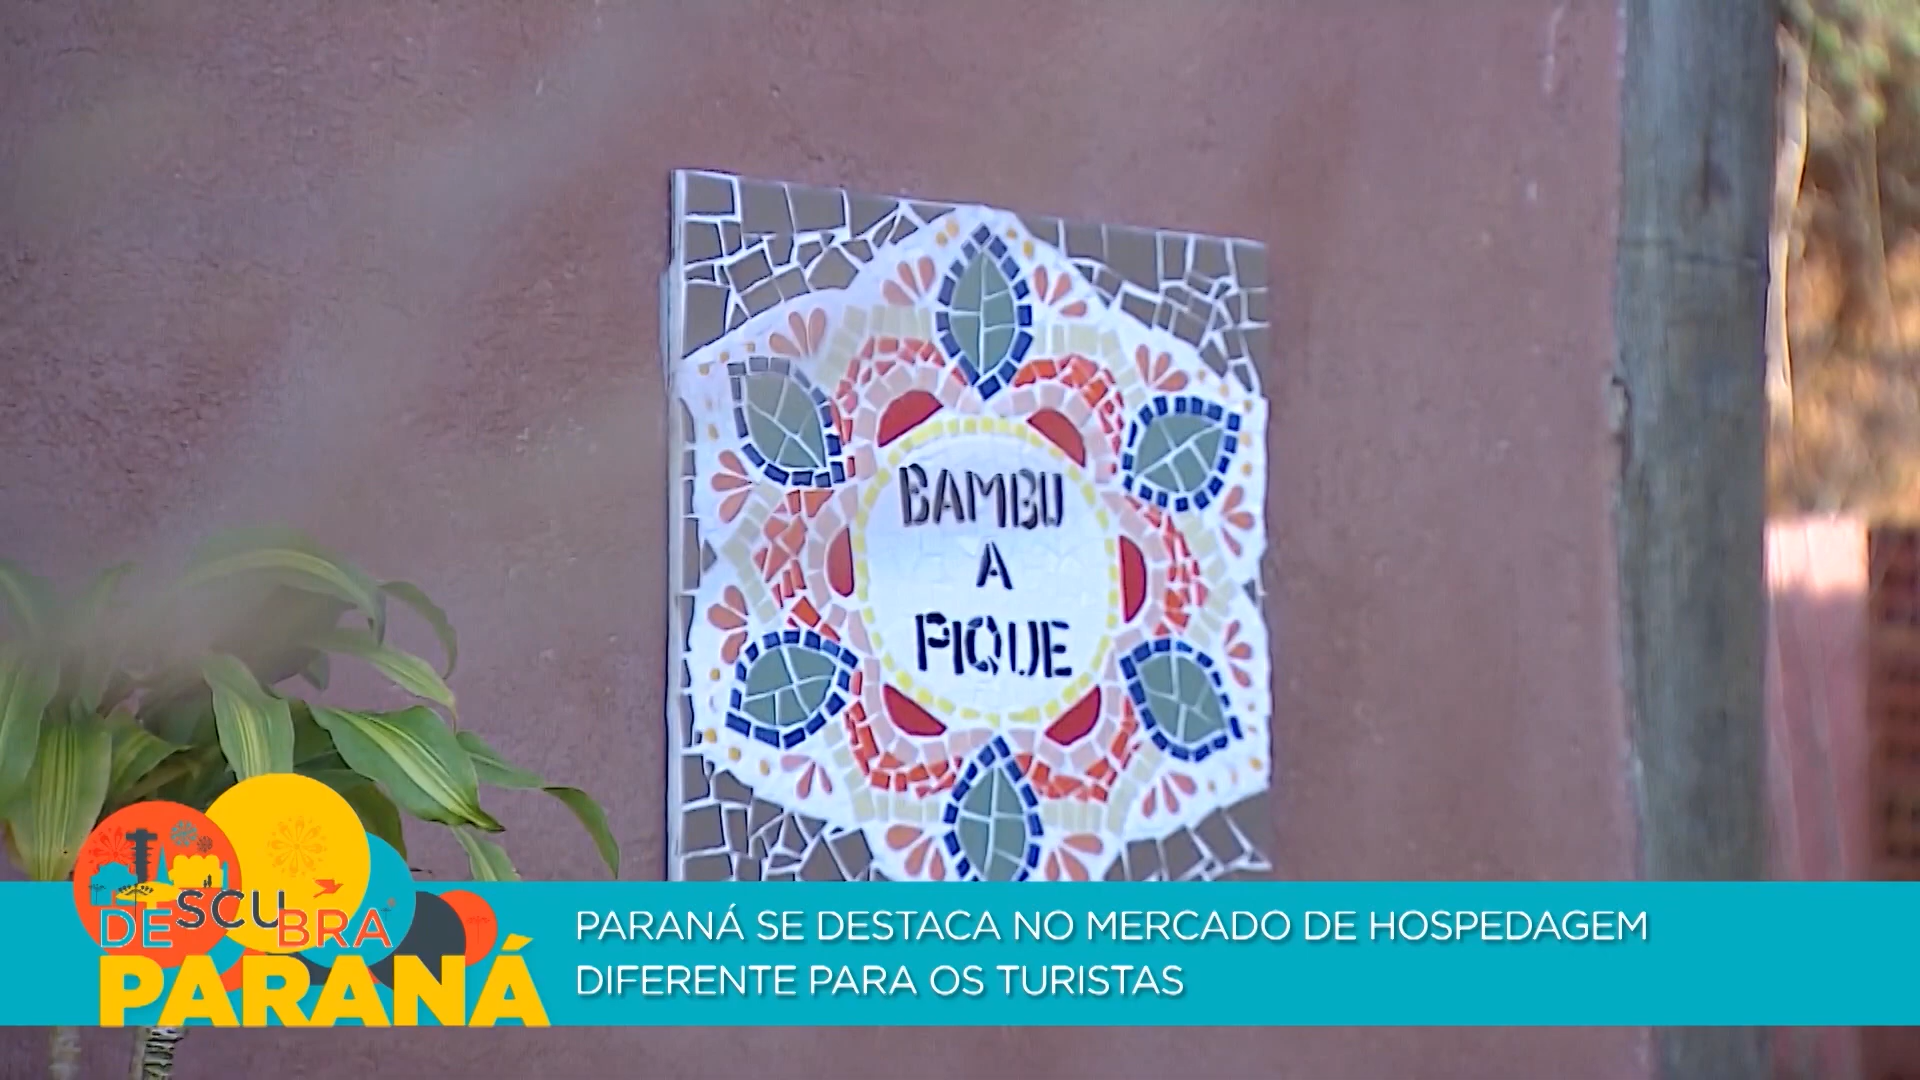 BAMBU
A
PIQUE
DESCUBRA
PARANÁ
PARANÁ SE DESTACA NO MERCADO DE HOSPEDAGEM
DIFERENTE PARA OS TURISTAS